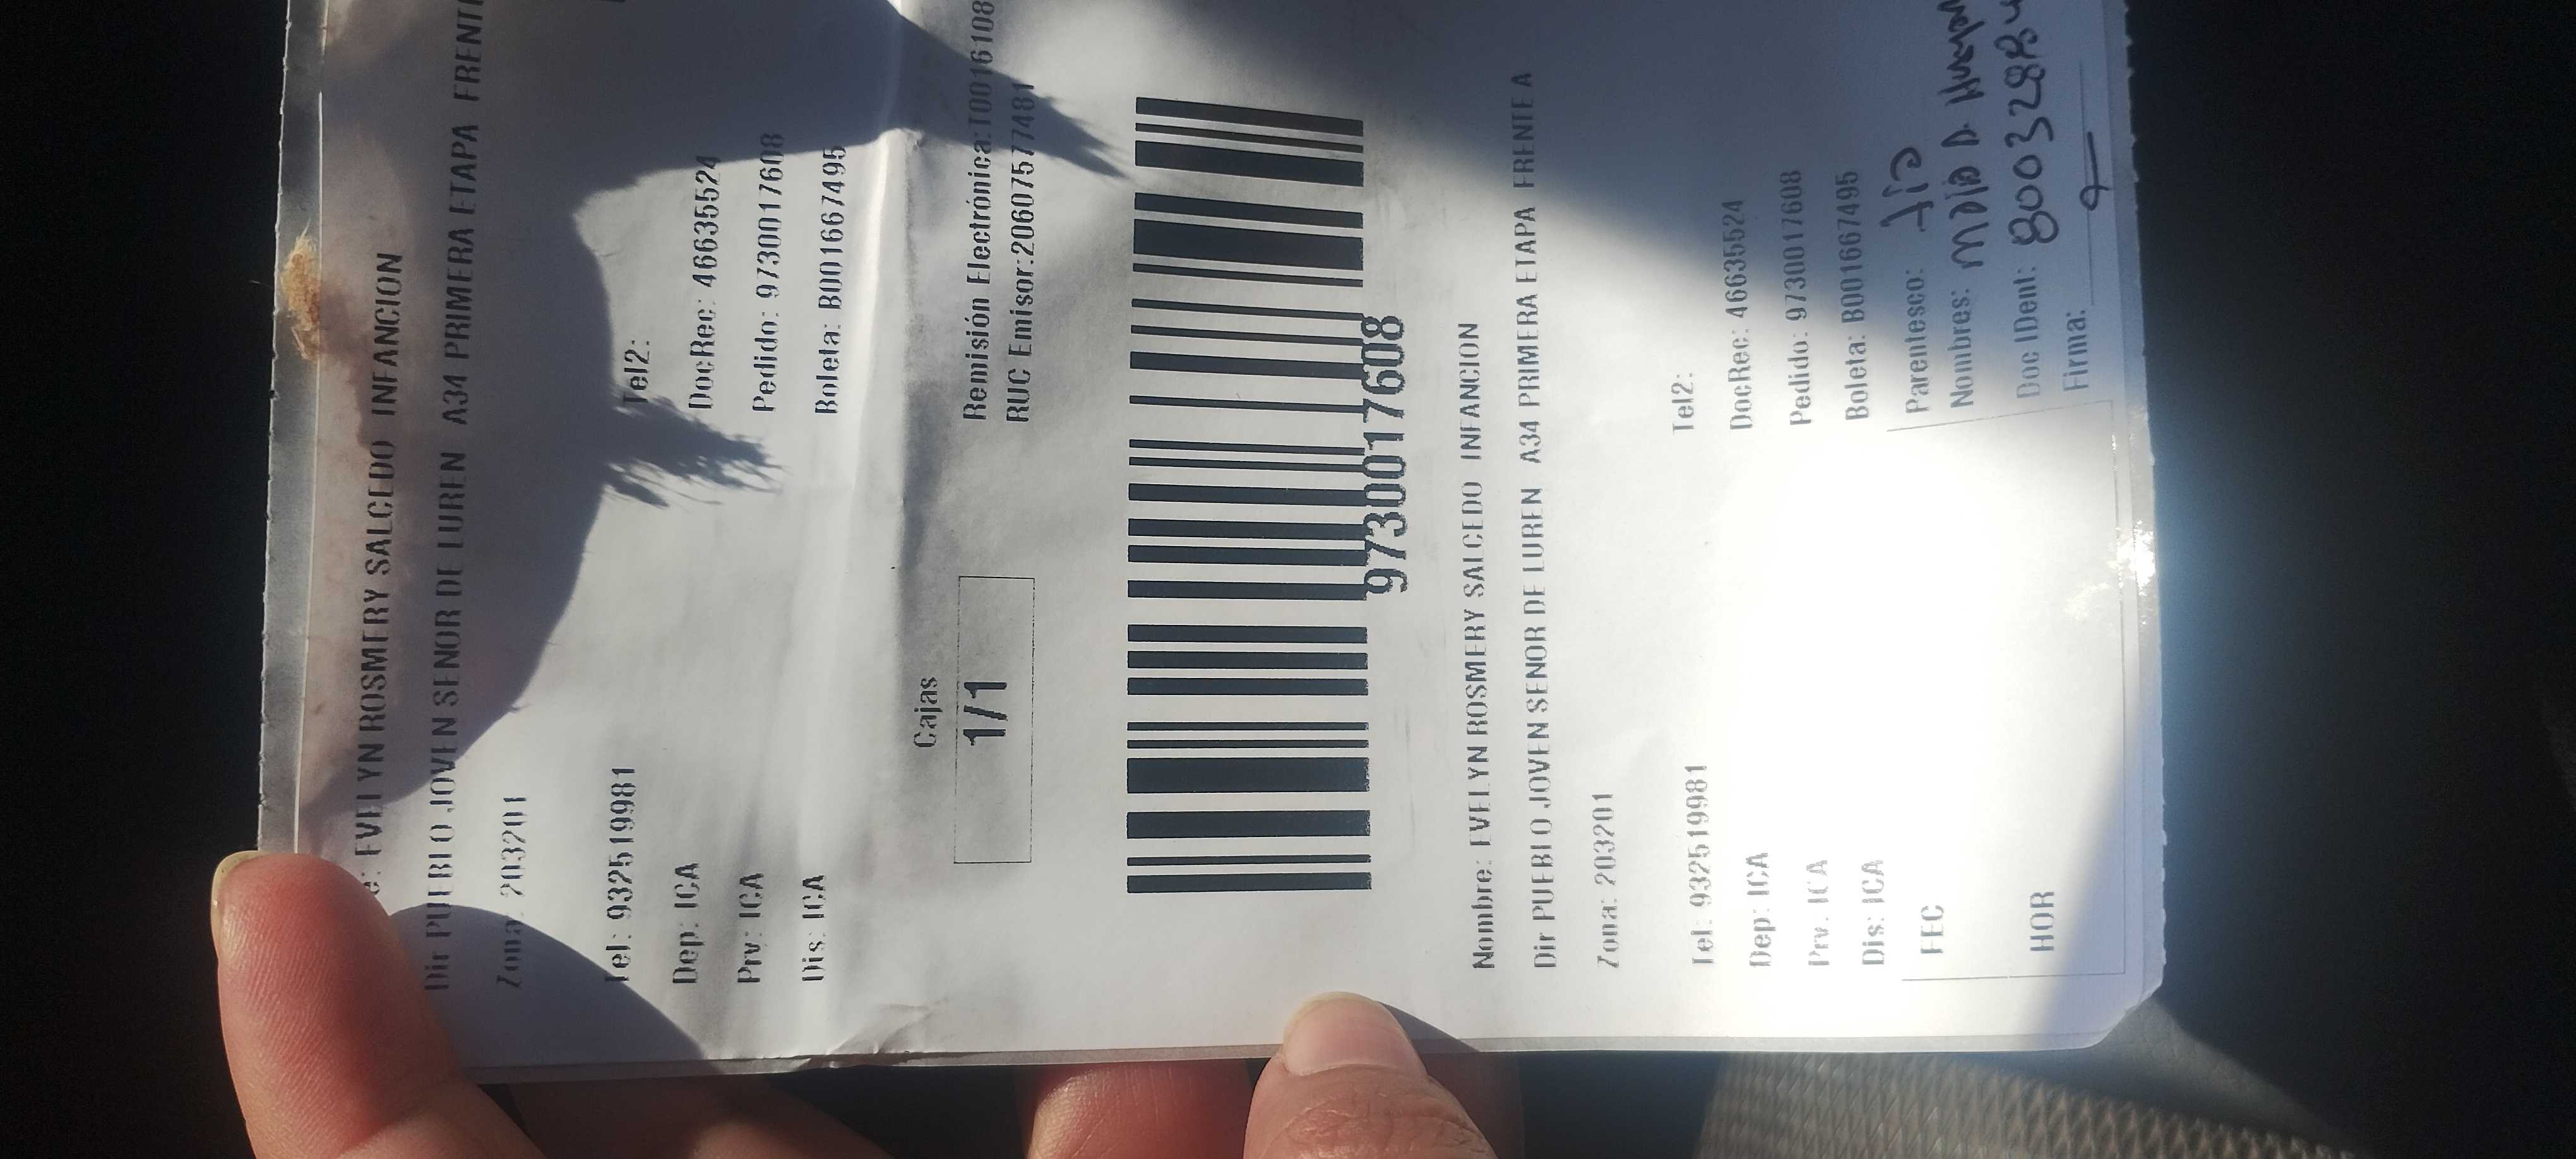 e: EVELYN ROSMERY SALCEDO INFANCION
Dir PUEBLO JOVEN SENOR DE LUREN A34 PRIMERA ETAPA FRENTE
Zona: 203201
Tel: 932519981 Tel2:
Dep: ICA DocRec: 46635524
Prv: ICA Pedido: 9730017608
Dis: ICA Boleta: B001667495
Cajas
1/1
Remisión Electrónica:T0016108
RUC Emisor:20607577481
9730017608
Nombre: EVELYN ROSMERY SALCEDO INFANCION
Dir PUEBLO JOVEN SENOR DE LUREN A34 PRIMERA ETAPA FRENTE A
Zona: 203201
Tel: 932519981 Tel2:
Dep: ICA DocRec: 46635524
Prv: ICA Pedido: 9730017608
Dis: ICA Boleta: B001667495
FEC Parentesco: tía
Nombres:
HOR Doc IDent:
Firma: